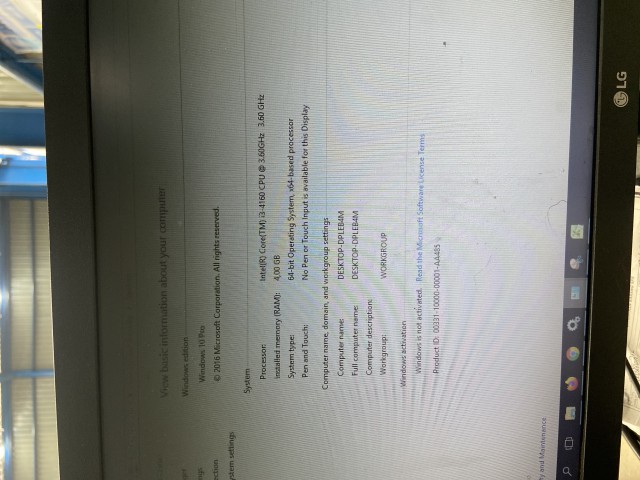 View basic information about your computer
Windows edition
Windows 10 Pro
© 2016 Microsoft Corporation. All rights reserved.
System
Processor: Intel(R) Core(TM) i3-4160 CPU @ 3.60GHz 3.60 GHz
Installed memory (RAM): 4,00 GB
System type: 64-bit Operating System, x64-based processor
Pen and Touch: No Pen or Touch Input is available for this Display
Computer name, domain, and workgroup settings
Computer name: DESKTOP-DPLEB4M
Full computer name: DESKTOP-DPLEB4M
Computer description:
Workgroup: WORKGROUP
Windows activation
Windows is not activated. Read the Microsoft Software License Terms
Product ID: 00331-10000-00001-AA485
ystem settings
y and Maintenance
LG